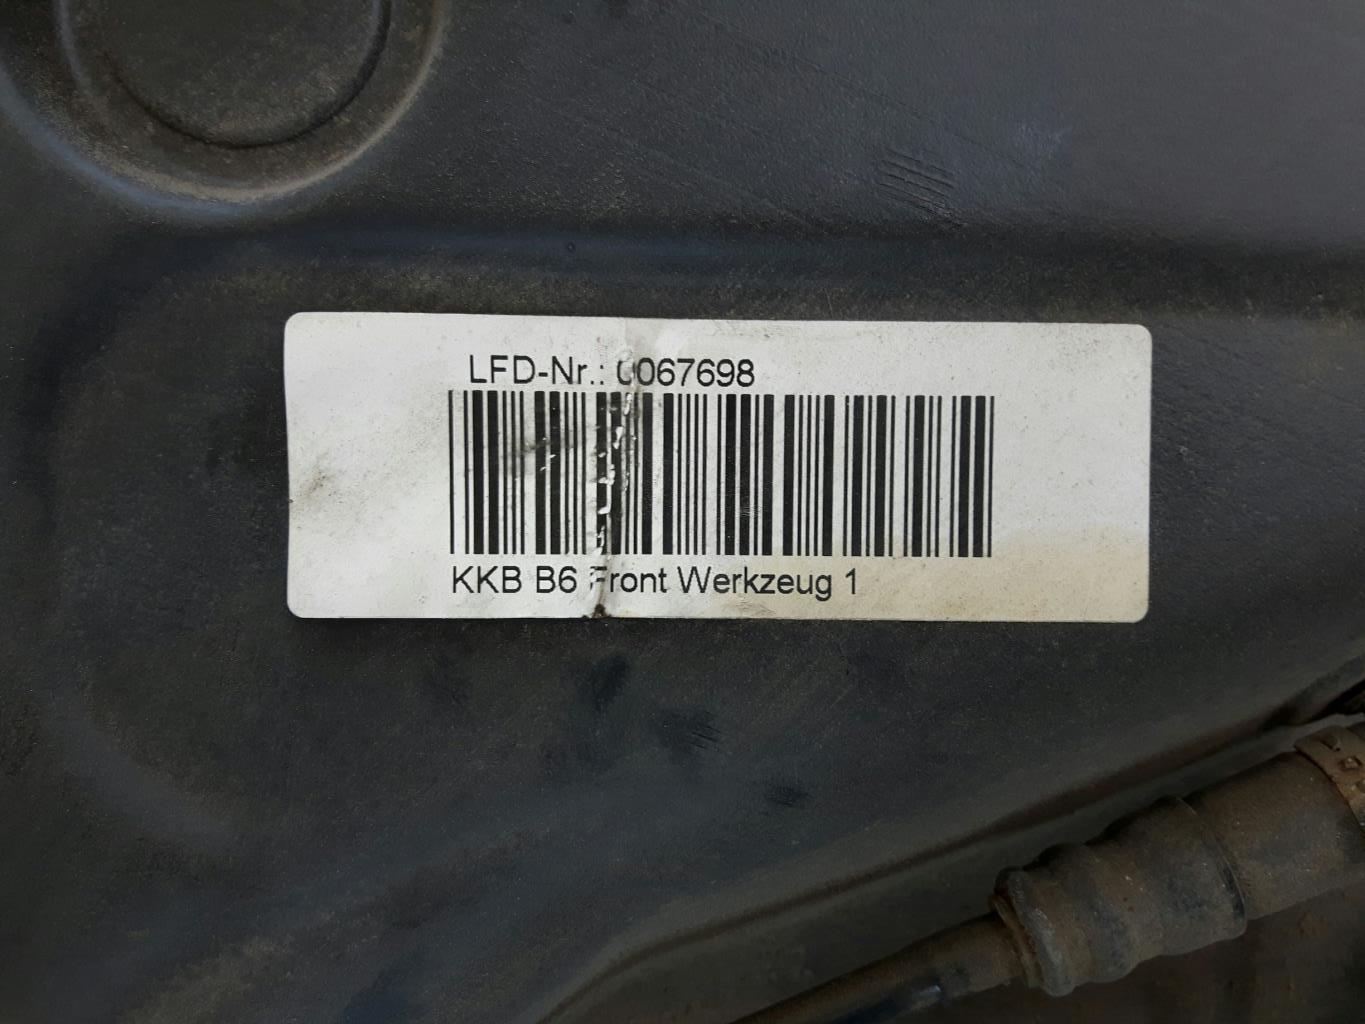 LFD-Nr.: 0067698
KKB B6 Front Werkzeug 1